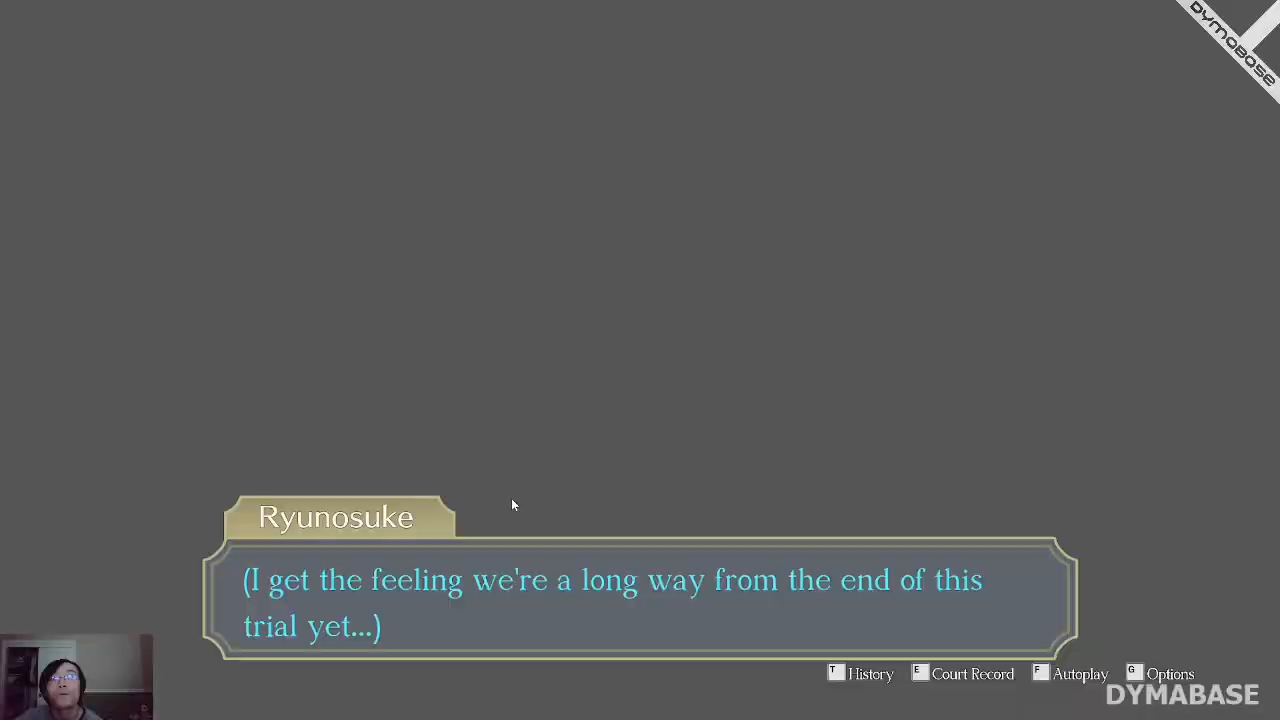 DYMABASE
Ryunosuke
(I get the feeling we're a long way from the end of this
trial yet...)
T History E Court Record F Autoplay G Options
DYMABASE